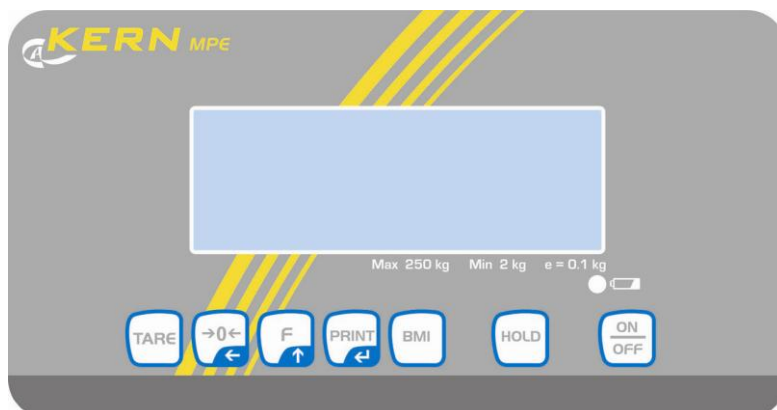 KERN MPE
Max 250 kg Min 2 kg e = 0.1 kg
TARE →0← F PRINT BMI HOLD ON
OFF